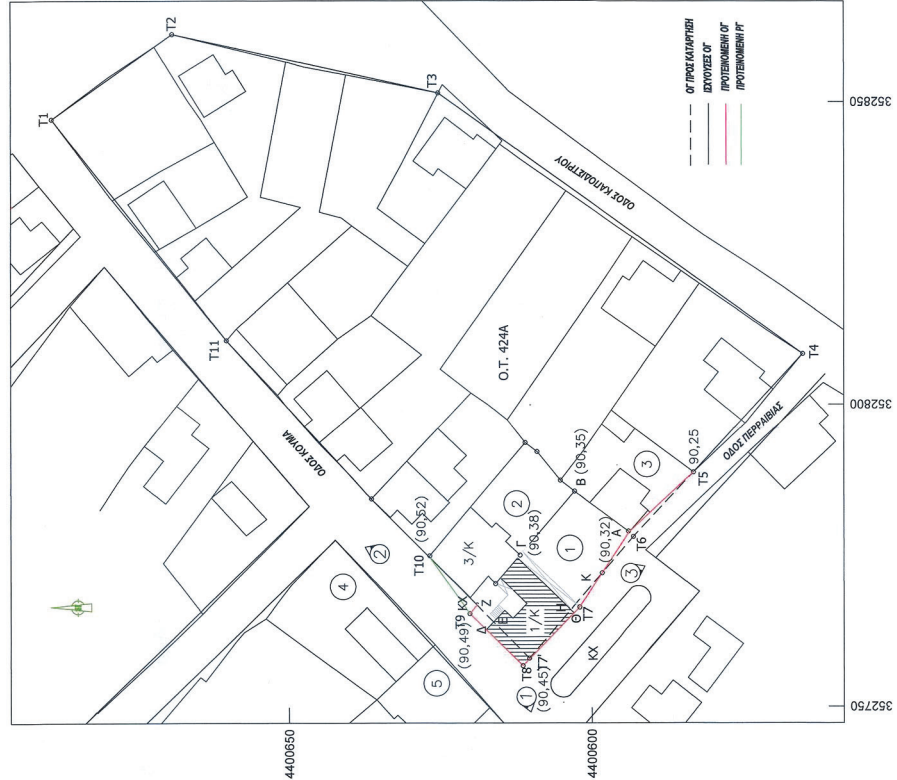 T1
T2
T3
ΟΓ ΠΡΟΣ ΚΑΤΑΡΓΗΣΗ
ΙΣΧΥΟΥΣΕΣ ΟΓ
ΠΡΟΤΕΙΝΟΜΕΝΗ ΟΓ
ΠΡΟΤΕΙΝΟΜΕΝΗ ΡΓ
352850
ΟΔΟΣ ΚΑΠΟΔΙΣΤΡΙΟΥ
T11
Ο.Τ. 424Α
T4
352800
ΟΔΟΣ ΚΟΥΜΑ
ΟΔΟΣ ΠΕΡΡΑΙΒΙΑΣ
B (90,35)
3
90,25
T5
(90,52)
T10
2
2
3/Κ
Γ
(90,38)
1
(90,32)
Α
T6
4
T9 ΚΧ
Ζ
Κ
3
(90,49)
Δ
Ε
Η
1/Κ
Θ
T7
5
T8
T7'
1
(90,45)
ΚΧ
352750
4400650
4400600